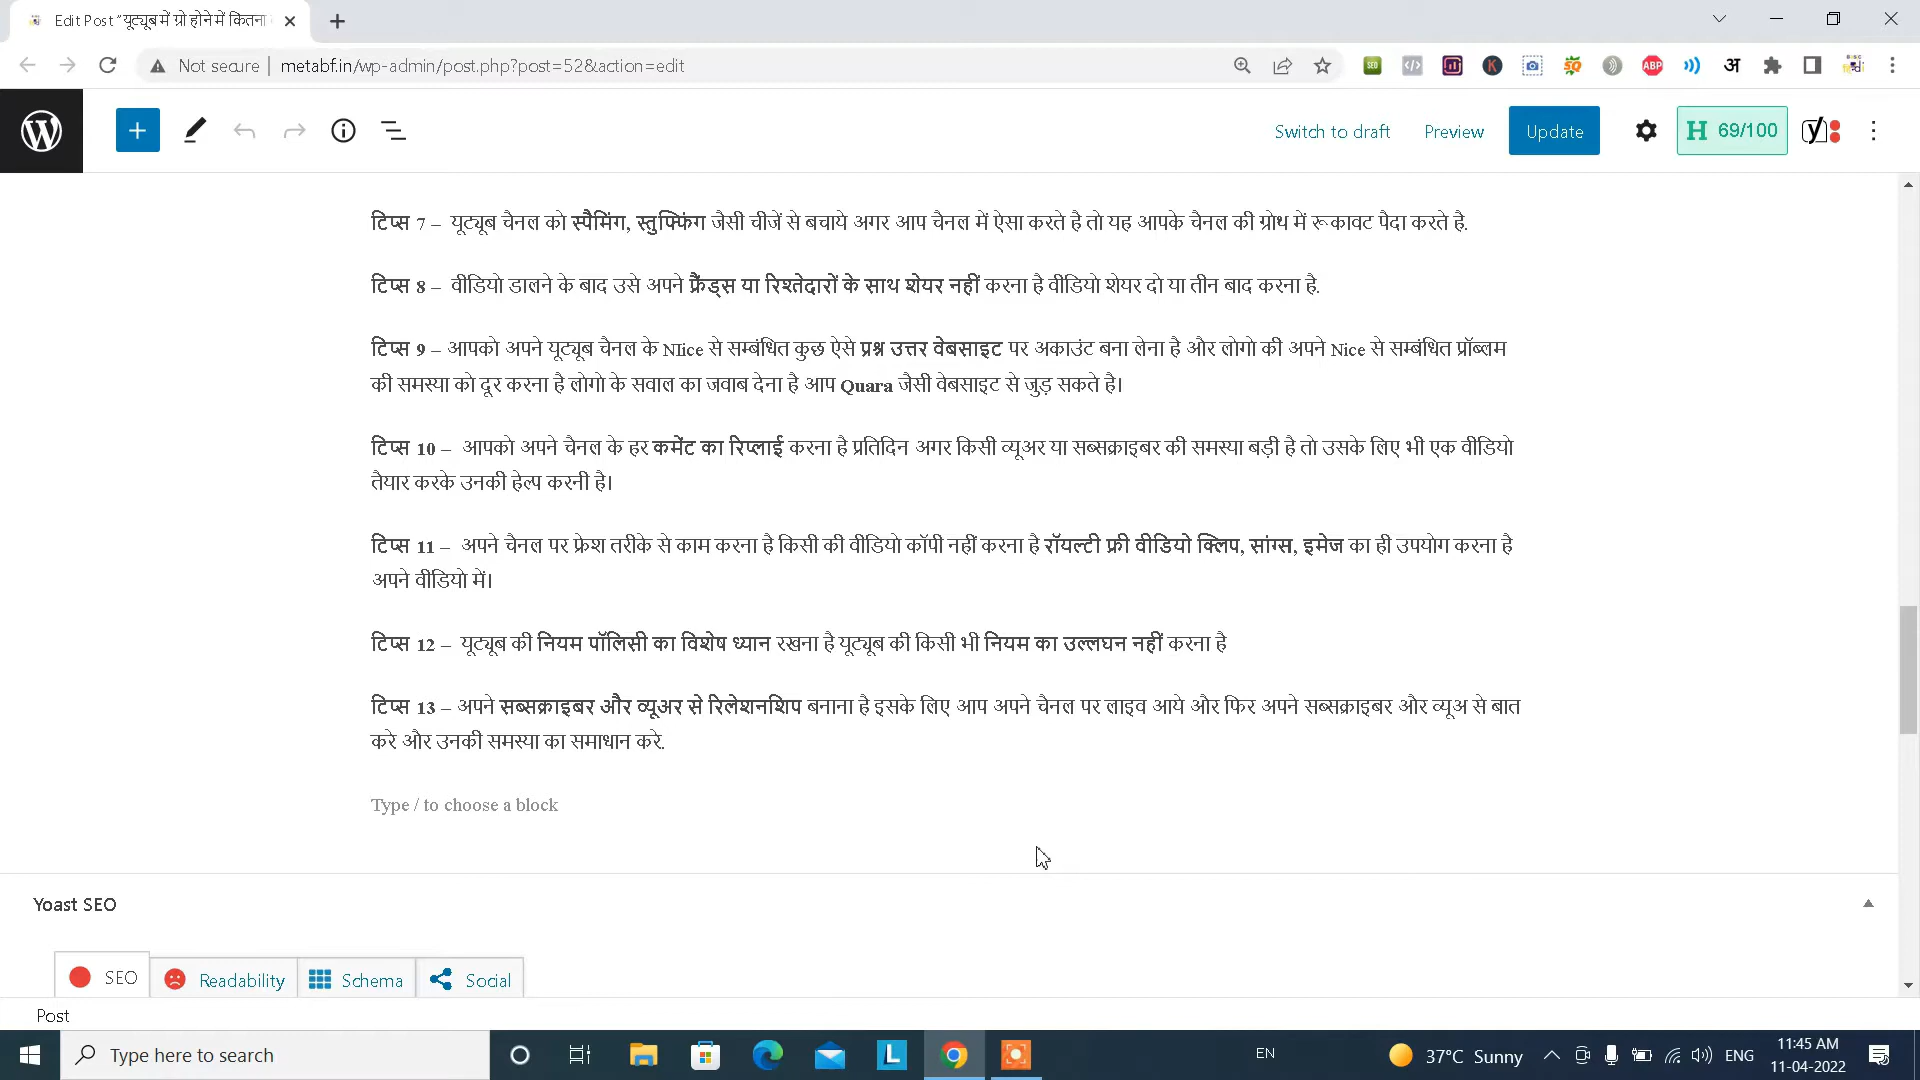 Edit Post "यूट्यूब में ग्रो होने में कितना
Not secure
metabf.in/wp-admin/post.php?post=52&action=edit
Switch to draft
Preview
Update
H 69/100
टिप्स 7 – यूट्यूब चैनल को स्पैमिंग, स्तुफ्फिंग जैसी चीजें से बचाये अगर आप चैनल में ऐसा करते है तो यह आपके चैनल की ग्रोथ में रूकावट पैदा करते है.
टिप्स 8 – वीडियो डालने के बाद उसे अपने फ्रैंड्स या रिश्तेदारों के साथ शेयर नहीं करना है वीडियो शेयर दो या तीन बाद करना है.
टिप्स 9 – आपको अपने यूट्यूब चैनल के NIice से सम्बंधित कुछ ऐसे प्रश्न उत्तर वेबसाइट पर अकाउंट बना लेना है और लोगो की अपने Nice से सम्बंधित प्रॉब्लम
की समस्या को दूर करना है लोगो के सवाल का जवाब देना है आप Quara जैसी वेबसाइट से जुड़ सकते है।
टिप्स 10 – आपको अपने चैनल के हर कमेंट का रिप्लाई करना है प्रतिदिन अगर किसी व्यूअर या सब्सक्राइबर की समस्या बड़ी है तो उसके लिए भी एक वीडियो
तैयार करके उनकी हेल्प करनी है।
टिप्स 11 – अपने चैनल पर फ्रेश तरीके से काम करना है किसी की वीडियो कॉपी नहीं करना है रॉयल्टी फ्री वीडियो क्लिप, सांग्स, इमेज का ही उपयोग करना है
अपने वीडियो में।
टिप्स 12 – यूट्यूब की नियम पॉलिसी का विशेष ध्यान रखना है यूट्यूब की किसी भी नियम का उल्लघन नहीं करना है
टिप्स 13 – अपने सब्सक्राइबर और व्यूअर से रिलेशनशिप बनाना है इसके लिए आप अपने चैनल पर लाइव आये और फिर अपने सब्सक्राइबर और व्यूअ से बात
करे और उनकी समस्या का समाधान करे.
Type / to choose a block
Yoast SEO
SEO
Readability
Schema
Social
Post
Type here to search
EN
37°C Sunny
ENG
11:45 AM
11-04-2022